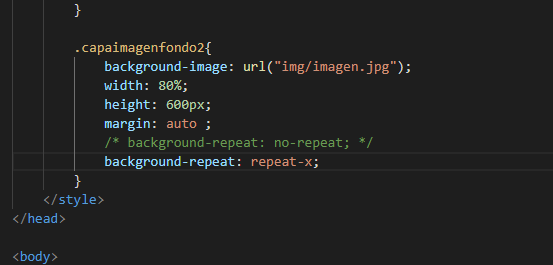 }
.capaimagenfondo2{
background-image: url("img/imagen.jpg");
width: 80%;
height: 600px;
margin: auto ;
/* background-repeat: no-repeat; */
background-repeat: repeat-x;
}
</style>
</head>
<body>